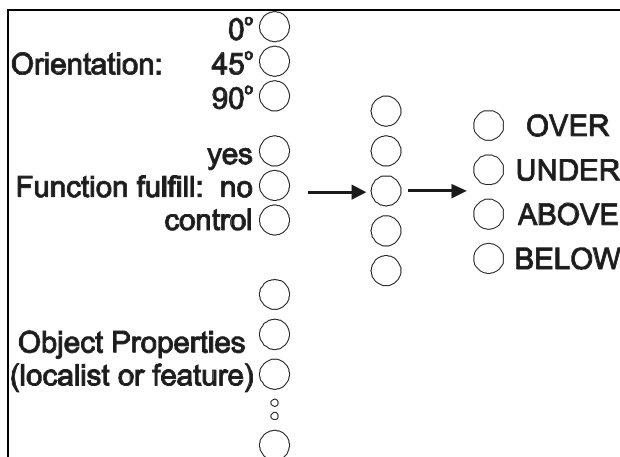 0°
Orientation: 45°
90°
yes
Function fulfill: no
control
Object Properties
(localist or feature)
OVER
UNDER
ABOVE
BELOW